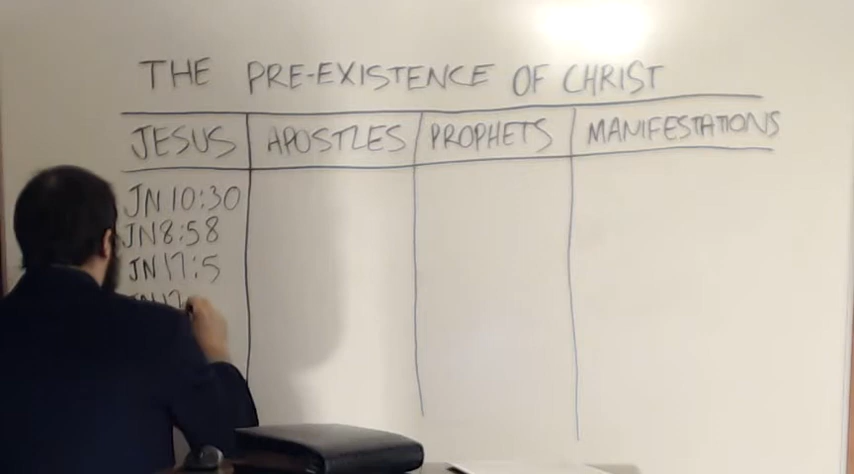 THE PRE-EXISTENCE OF CHRIST
JESUS APOSTLES PROPHETS MANIFESTATIONS
JN 10:30
JN 8:58
JN 17:5